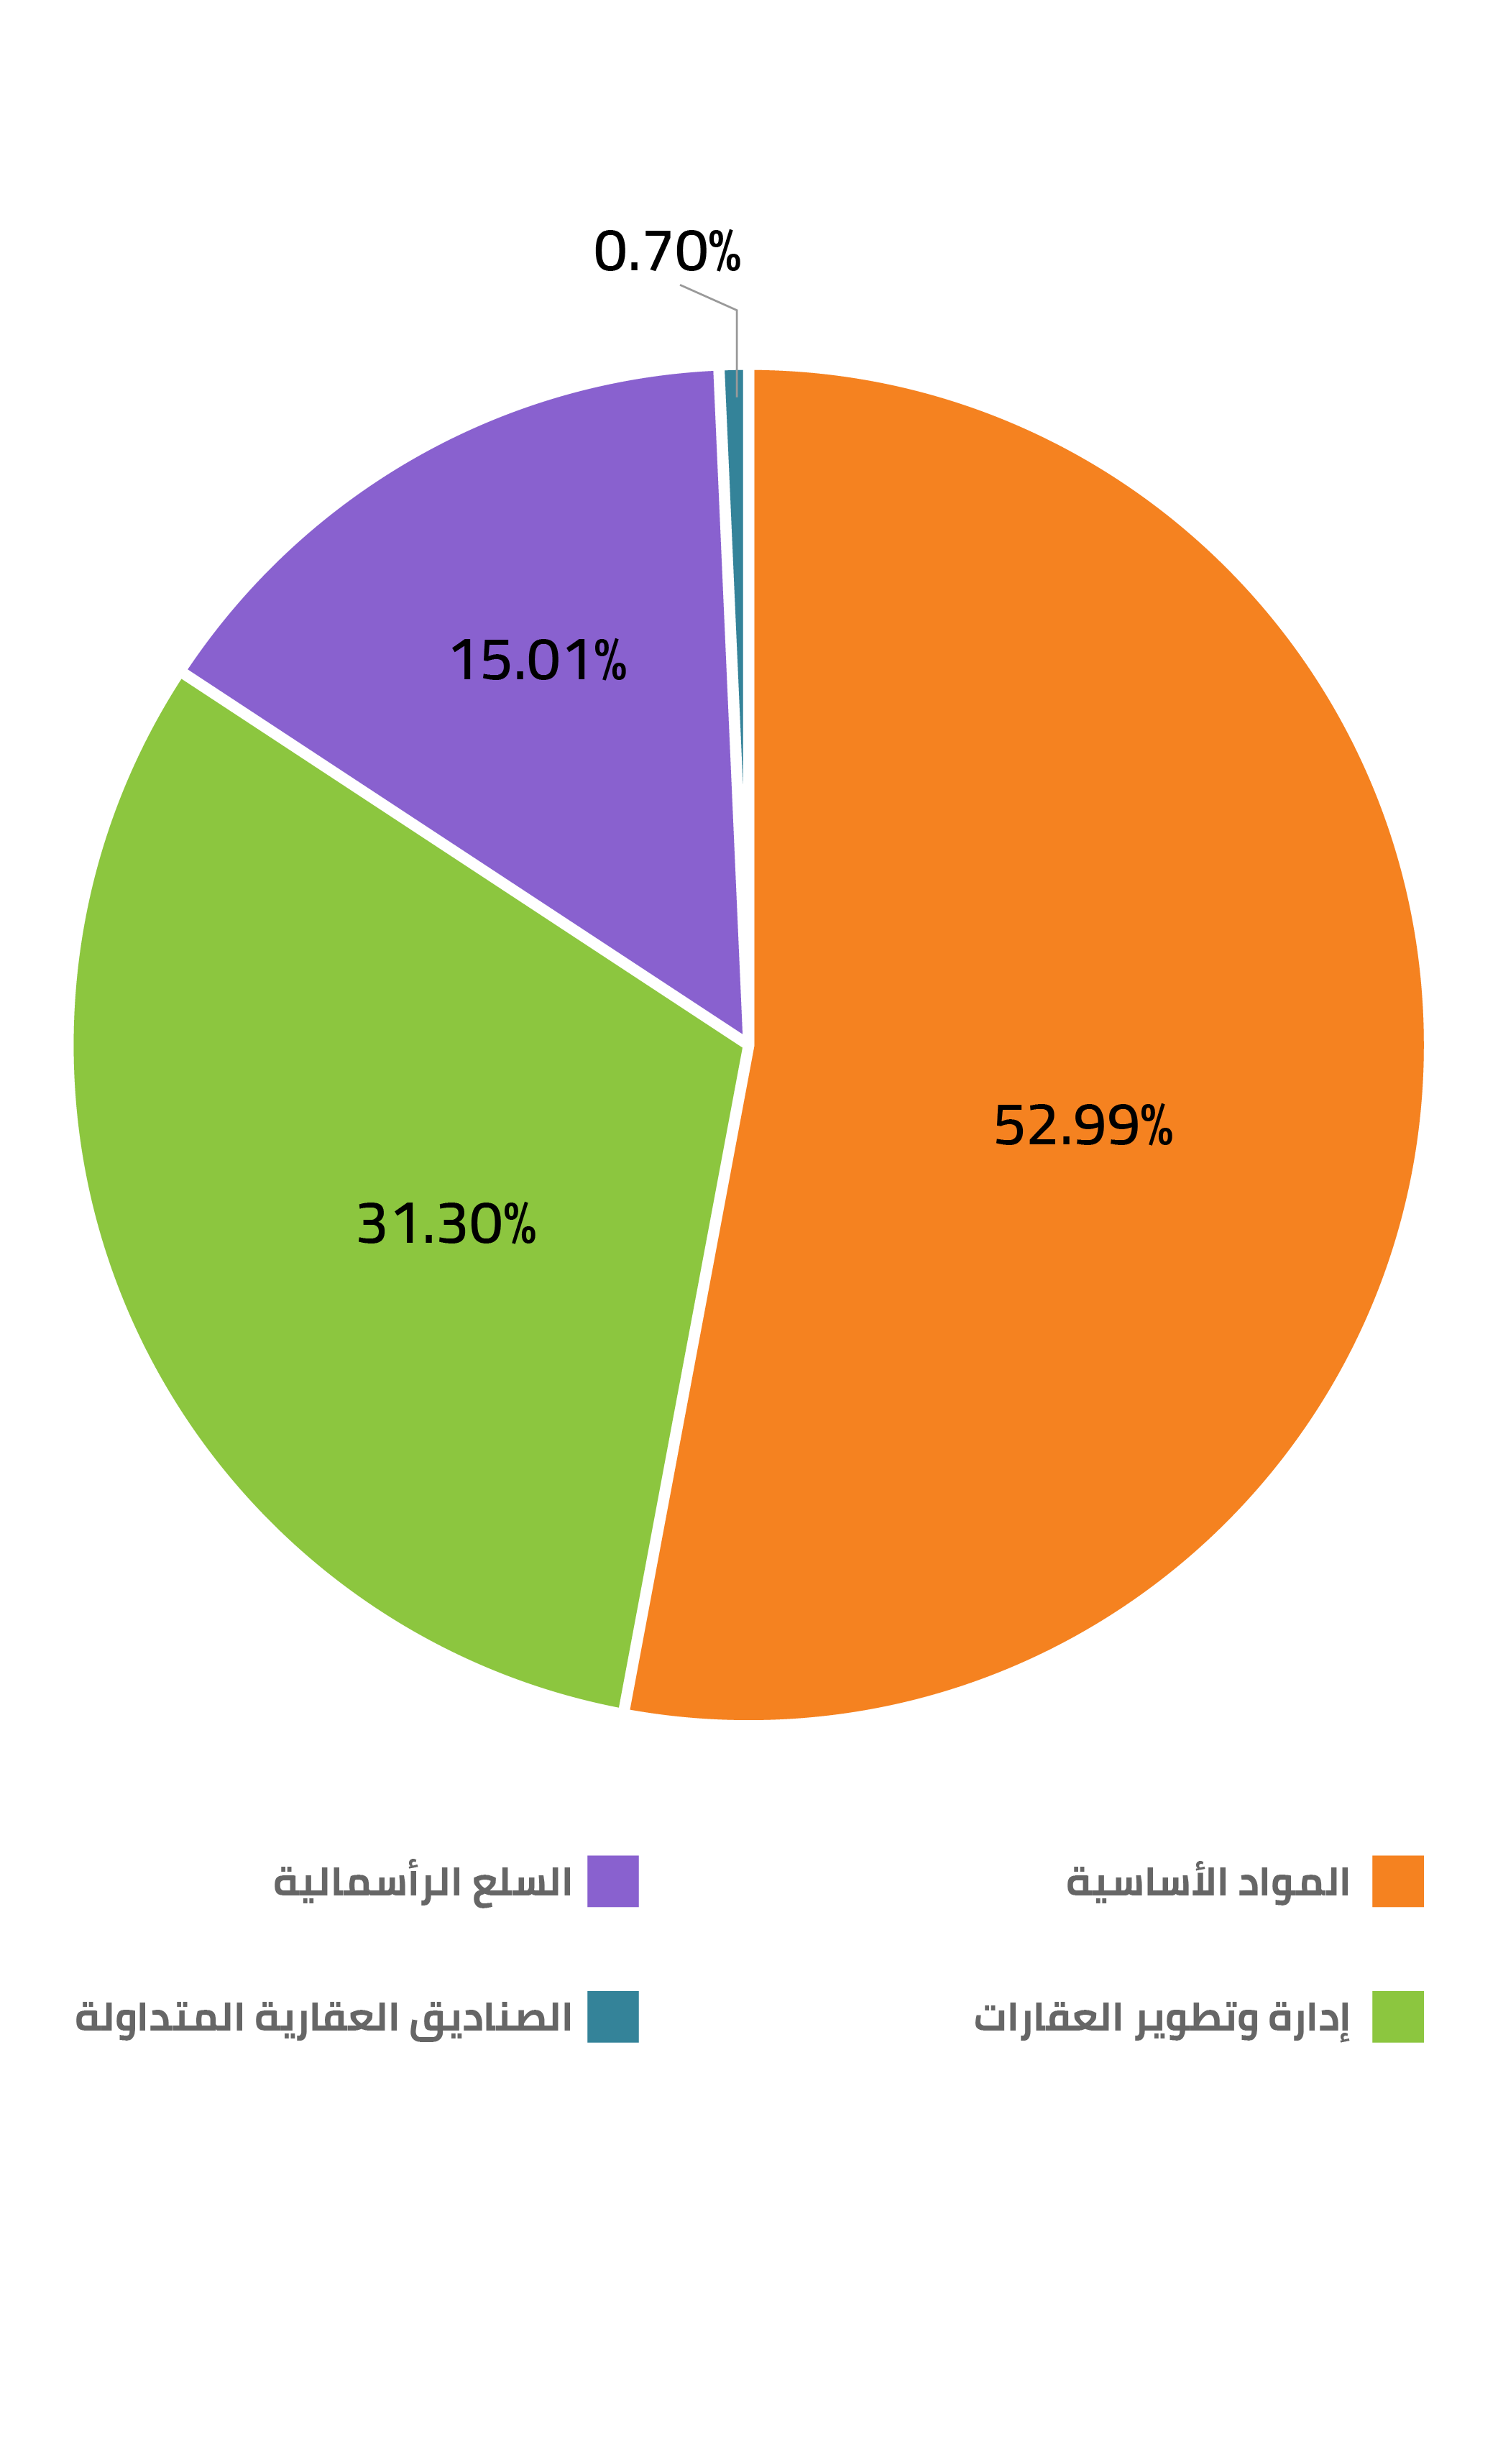 0.70%
15.01%
52.99%
31.30%
المواد الأساسية
السلع الرأسمالية
إدارة وتطوير العقارات
الصناديق العقارية المتداولة